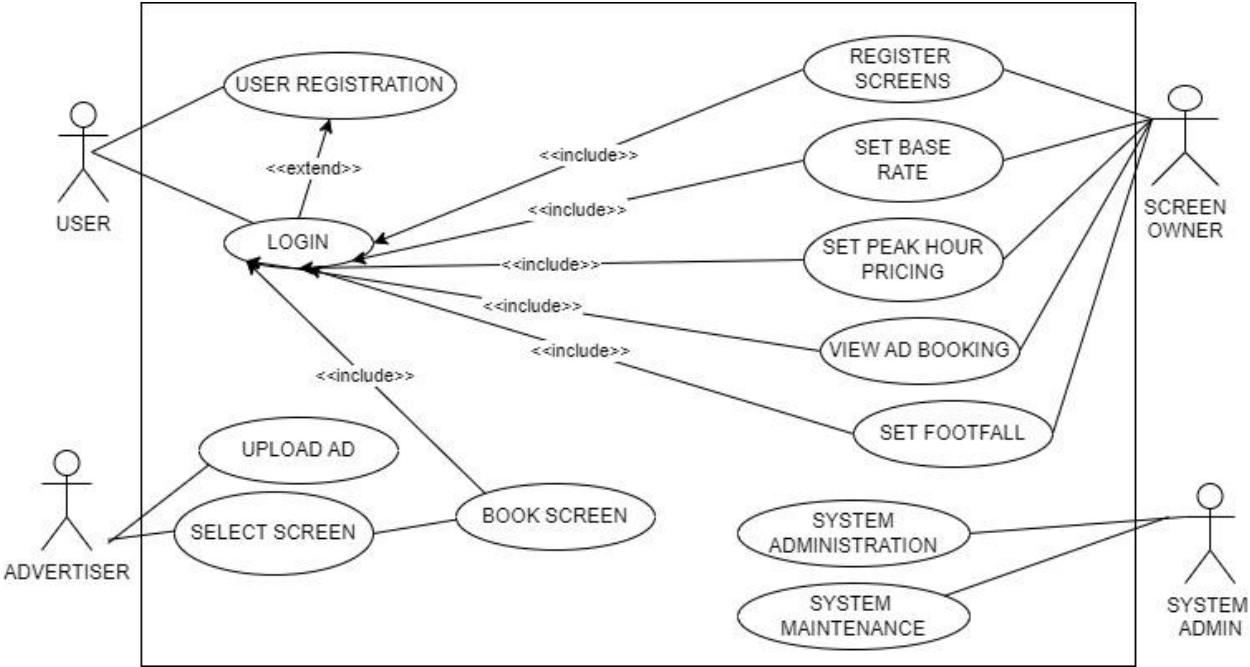 REGISTER
SCREENS
USER REGISTRATION
<<include>>
SET BASE
RATE
<<extend>>
USER
<<include>>
SCREEN
OWNER
LOGIN
SET PEAK HOUR
PRICING
<<include>>
<<include>>
VIEW AD BOOKING
<<include>>
<<include>>
SET FOOTFALL
UPLOAD AD
BOOK SCREEN
SELECT SCREEN
SYSTEM
ADMINISTRATION
ADVERTISER
SYSTEM
MAINTENANCE
SYSTEM
ADMIN